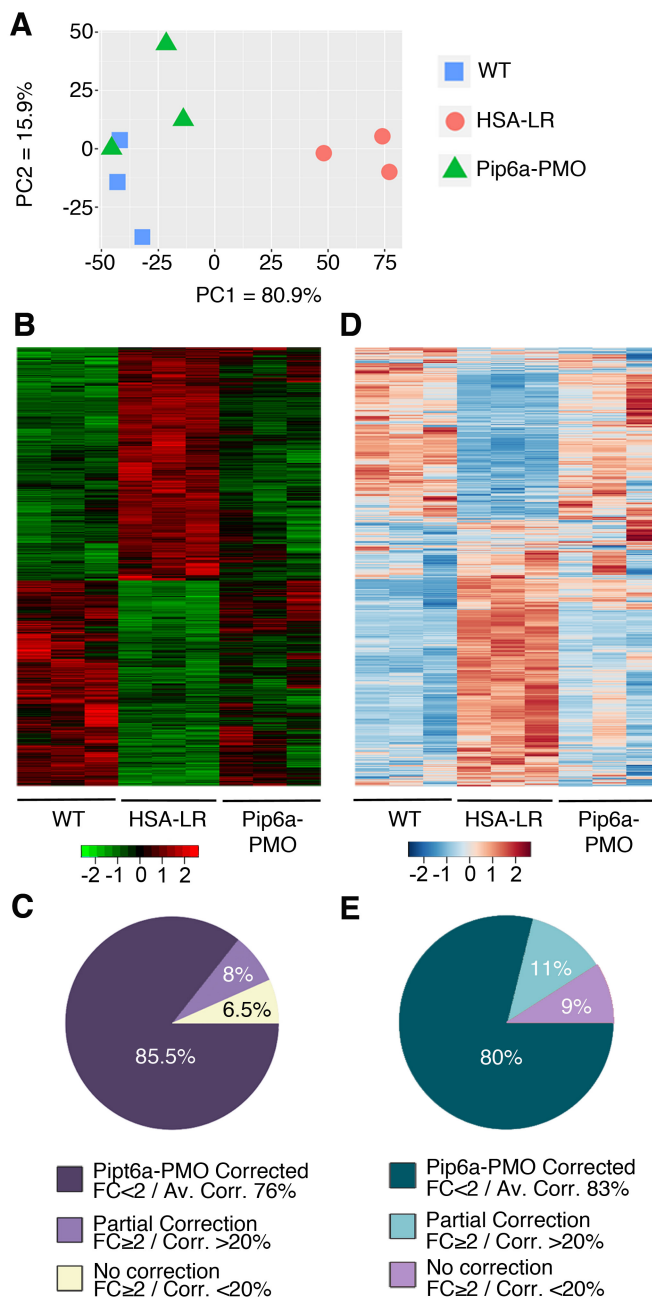 A
50
25
0
-25
PC2 = 15.9%
-50 -25 0 25 50 75
PC1 = 80.9%
WT
HSA-LR
Pip6a-PMO
B
WT HSA-LR Pip6a-
PMO
-2 -1 0 1 2
D
WT HSA-LR Pip6a-
PMO
-2 -1 0 1 2
C
8%
6.5%
85.5%
Pipt6a-PMO Corrected
FC<2 / Av. Corr. 76%
Partial Correction
FC≥2 / Corr. >20%
No correction
FC≥2 / Corr. <20%
E
11%
9%
80%
Pip6a-PMO Corrected
FC<2 / Av. Corr. 83%
Partial Correction
FC≥2 / Corr. >20%
No correction
FC≥2 / Corr. <20%